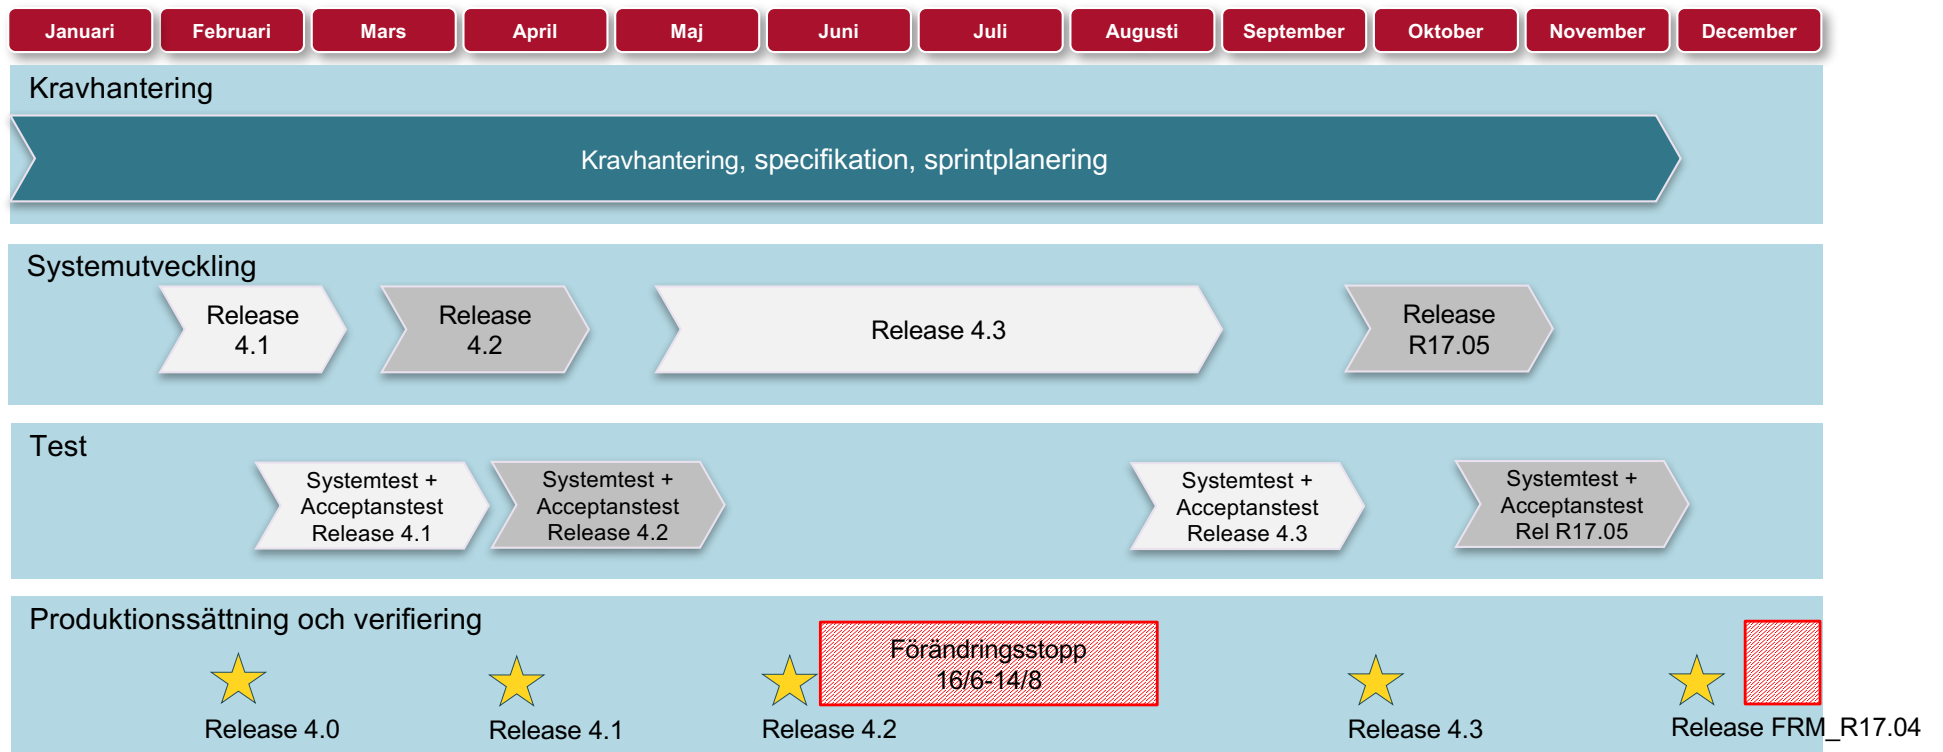 Januari
Februari
Mars
April
Maj
Juni
Juli
Augusti
September
Oktober
November
December
Kravhantering
Kravhantering, specifikation, sprintplanering
Systemutveckling
Release
4.1
Release
4.2
Release 4.3
Release
R17.05
Test
Systemtest +
Acceptanstest
Release 4.1
Systemtest +
Acceptanstest
Release 4.2
Systemtest +
Acceptanstest
Release 4.3
Systemtest +
Acceptanstest
Rel R17.05
Produktionssättning och verifiering
Förändringsstopp
16/6-14/8
Release 4.0
Release 4.1
Release 4.2
Release 4.3
Release FRM_R17.04